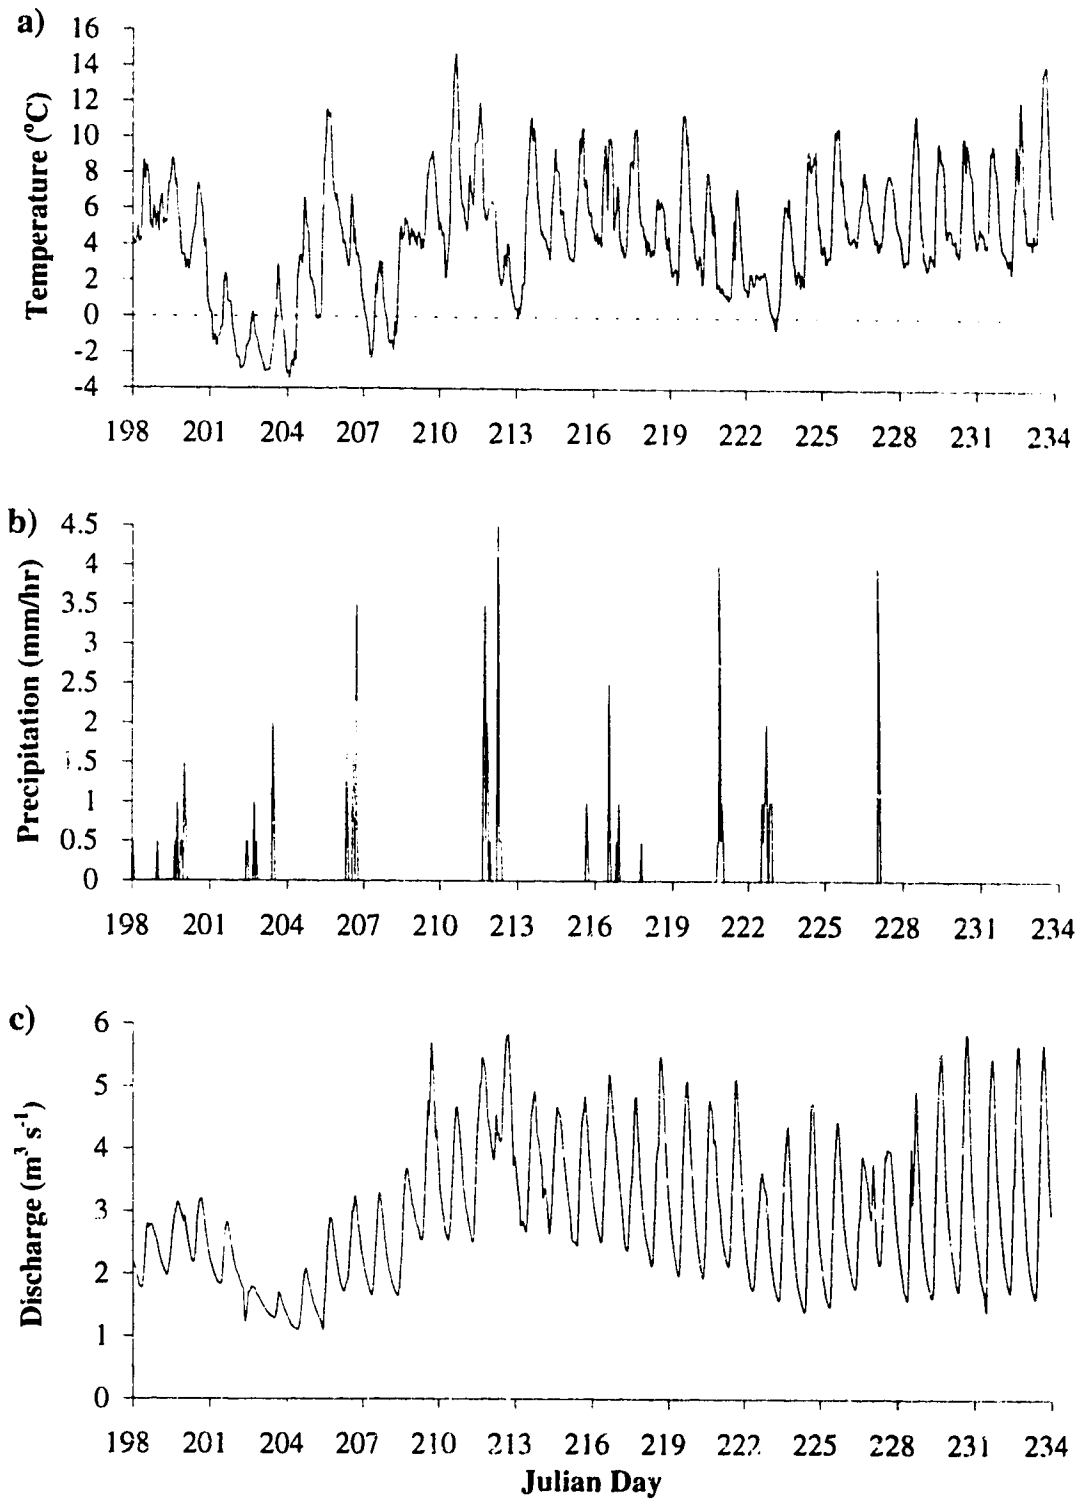 a)
Temperature (°C)
16
14
12
10
8
6
4
2
0
-2
-4
198 201 204 207 210 213 216 219 222 225 228 231 234
b)
Precipitation (mm/hr)
4.5
4
3.5
3
2.5
2
1.5
1
0.5
0
198 201 204 207 210 213 216 219 222 225 228 231 234
c)
Discharge (m³ s⁻¹)
6
5
4
3
2
1
0
198 201 204 207 210 213 216 219 222 225 228 231 234
Julian Day